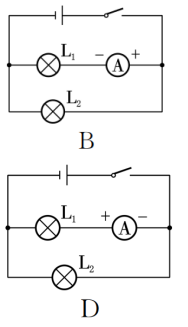 L₁ − A +
L₂
B
L₁ + A −
L₂
D